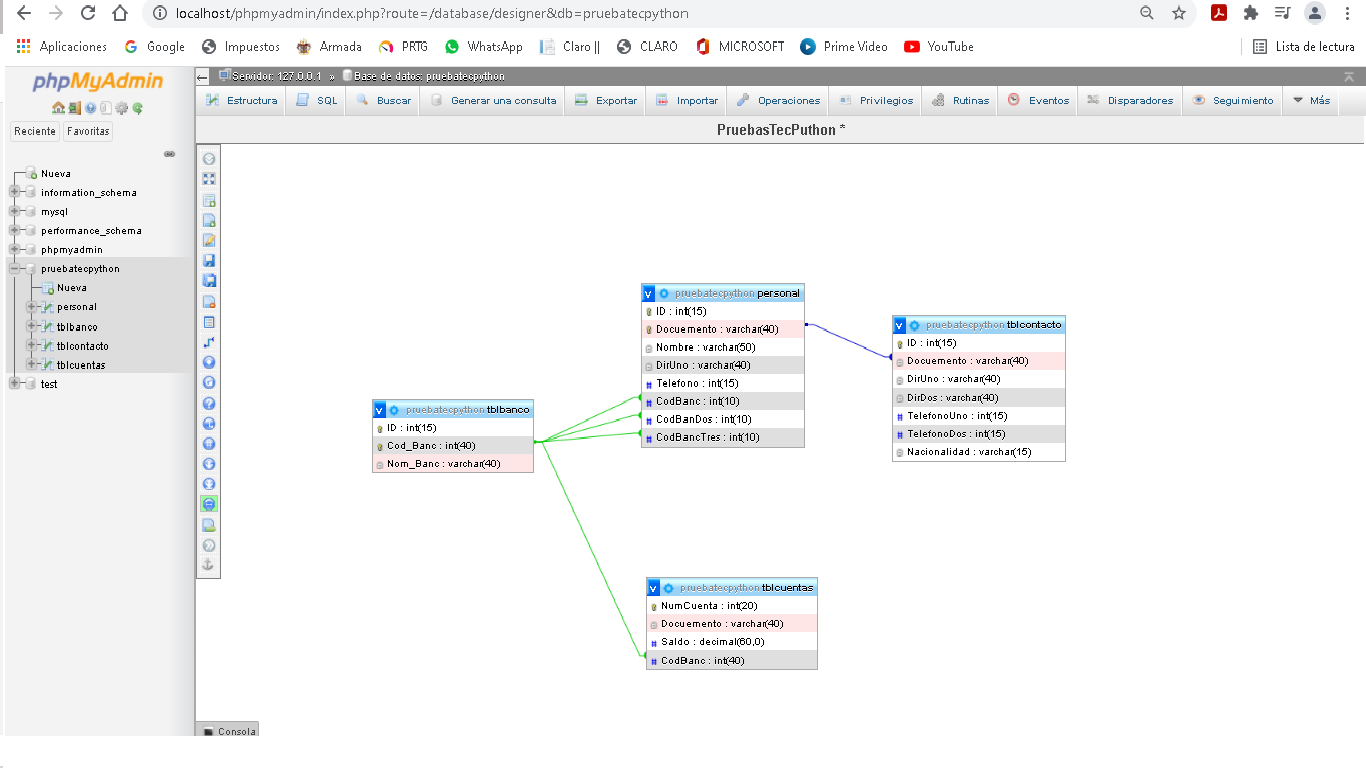 localhost/phpmyadmin/index.php?route=/database/designer&db=pruebatecpython
Aplicaciones Google Impuestos Armada PRTG WhatsApp Claro || CLARO MICROSOFT Prime Video YouTube Lista de lectura
phpMyAdmin
Reciente Favoritas
Nueva
information_schema
mysql
performance_schema
phpmyadmin
pruebatecpython
Nueva
personal
tblbanco
tblcontacto
tblcuentas
test
Servidor: 127.0.0.1 » Base de datos: pruebatecpython
Estructura SQL Buscar Generar una consulta Exportar Importar Operaciones Privilegios Rutinas Eventos Disparadores Seguimiento Más
PruebasTecPuthon *
pruebatecpython personal
ID : int(15)
Docuemento : varchar(40)
Nombre : varchar(50)
DirUno : varchar(40)
Telefono : int(15)
CodBanc : int(10)
CodBanDos : int(10)
CodBancTres : int(10)
pruebatecpython tblcontacto
ID : int(15)
Docuemento : varchar(40)
DirUno : varchar(40)
DirDos : varchar(40)
TelefonoUno : int(15)
TelefonoDos : int(15)
Nacionalidad : varchar(15)
pruebatecpython tblbanco
ID : int(15)
Cod_Banc : int(40)
Nom_Banc : varchar(40)
pruebatecpython tblcuentas
NumCuenta : int(20)
Docuemento : varchar(40)
Saldo : decimal(60,0)
CodBanc : int(40)
Consola